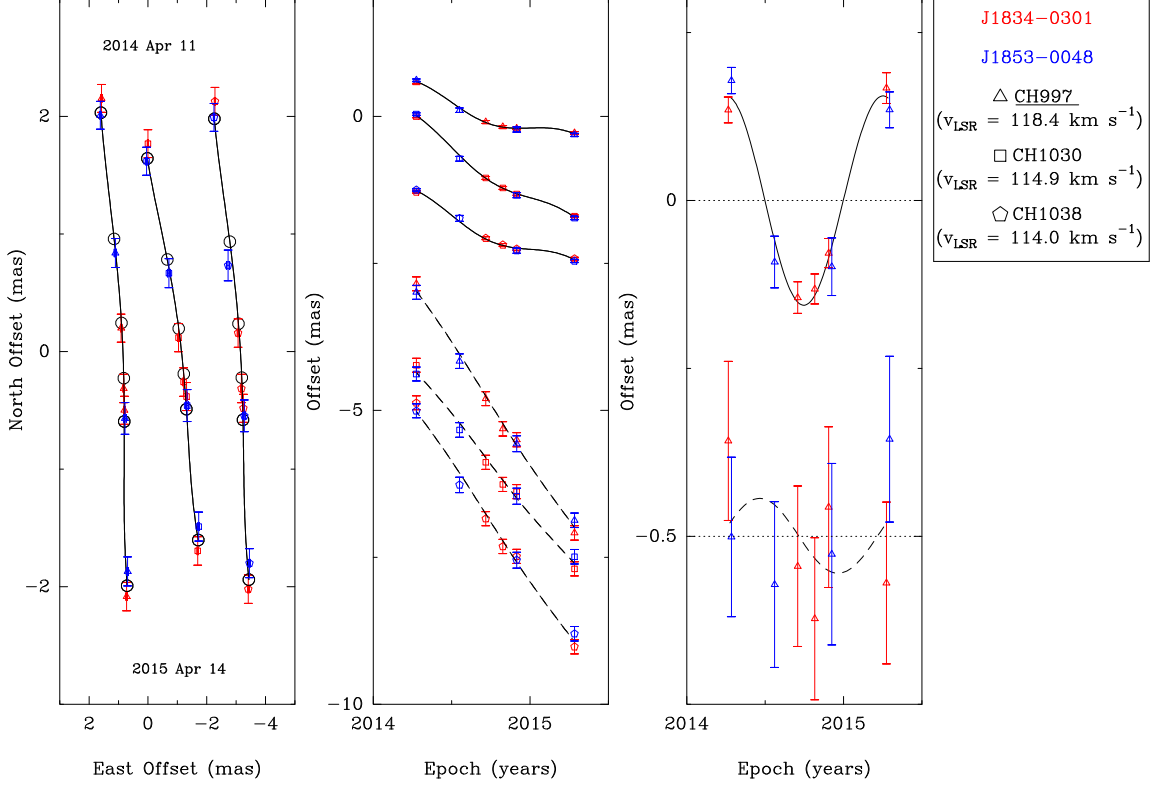 2014 Apr 11
2015 Apr 14
North Offset (mas)
2
0
−2
2
0
−2
−4
East Offset (mas)
Offset (mas)
0
−5
−10
2014
2015
Epoch (years)
Offset (mas)
0
−0.5
2014
2015
Epoch (years)
J1834−0301
J1853−0048
CH997
(vLSR = 118.4 km s−1)
CH1030
(vLSR = 114.9 km s−1)
CH1038
(vLSR = 114.0 km s−1)